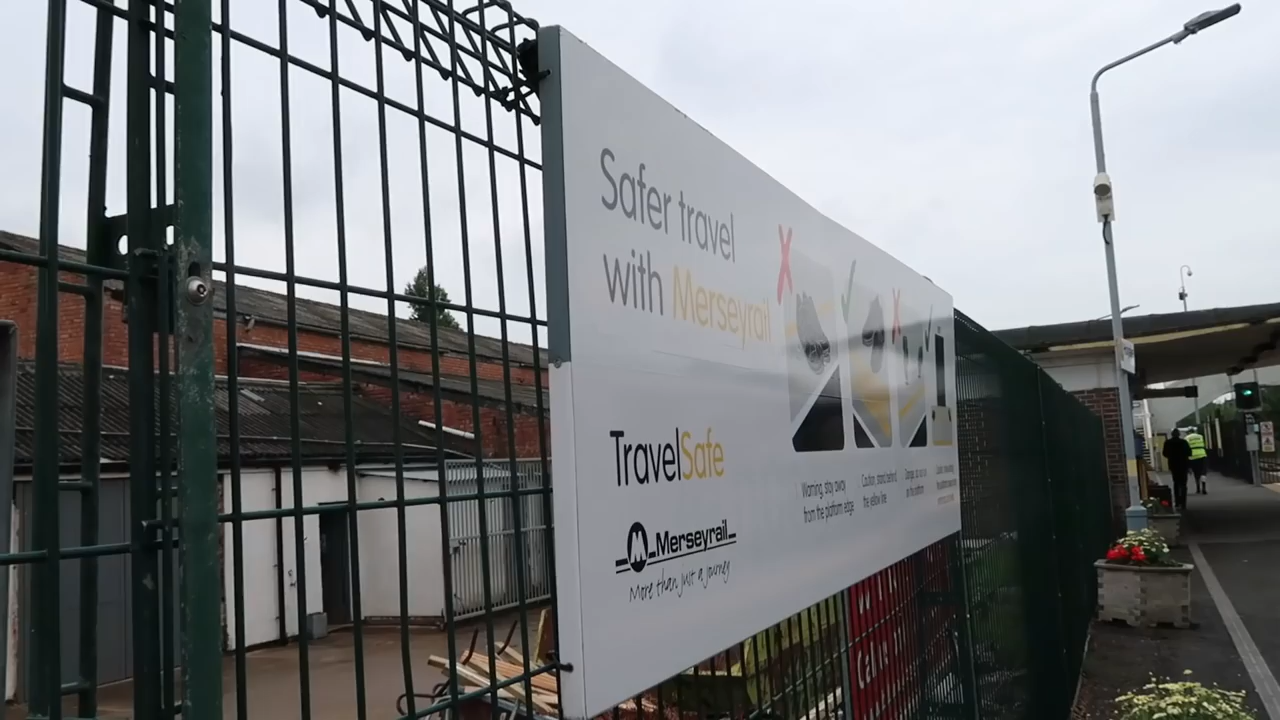 Safer travel
with Merseyrail
TravelSafe
Merseyrail
More than just a journey
Warning, stay away
from the platform edge
Caution, stand behind
the yellow line